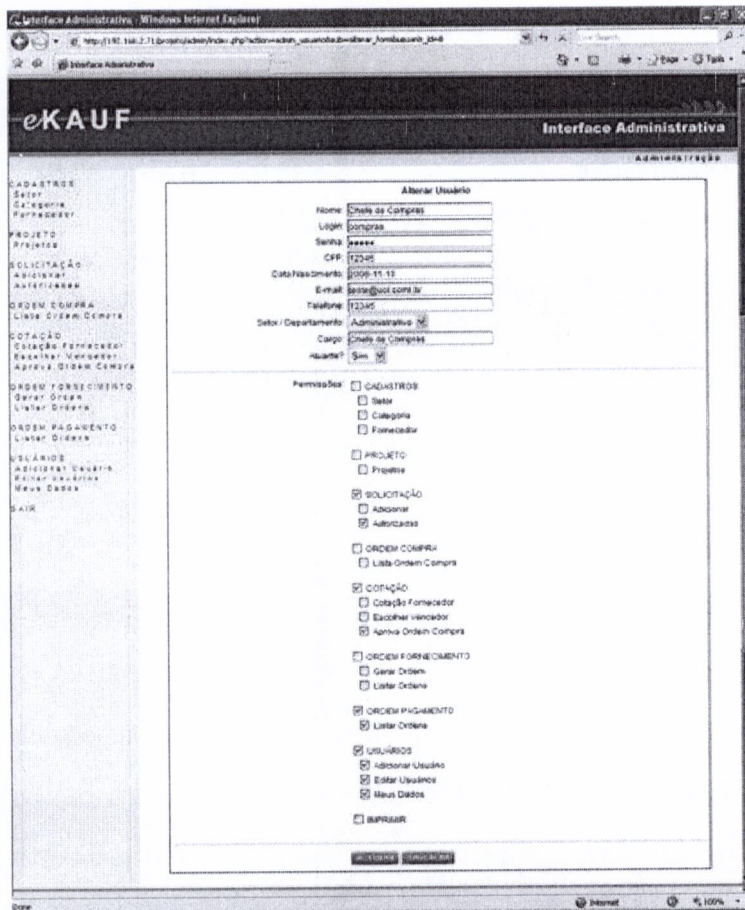 Interface Administrativa - Windows Internet Explorer
Interface Administrativa
Page
Tools
eKAUF
Interface Administrativa
Administração
CADASTROS
Setor
Categoria
Fornecedor
PROJETO
Projetos
SOLICITAÇÃO
Adicionar
Autorizadas
ORDEM COMPRA
Lista Ordem Compra
COTAÇÃO
Cotação Fornecedor
Escolher Vencedor
Aprova Ordem Compra
ORDEM FORNECIMENTO
Gerar Ordem
Listar Ordens
ORDEM PAGAMENTO
Listar Ordens
USUÁRIOS
Adicionar Usuário
Editar Usuários
Meus Dados
SAIR
Alterar Usuário
Nome: Chefe de Compras
Login: compras
Senha: •••••
CPF: 12345
Data Nascimento:
E-mail:
Telefone: 12345
Setor / Departamento: Administrativo
Cargo: Chefe de Compras
Atuante? Sim
Permissões: CADASTROS
Setor
Categoria
Fornecedor
PROJETO
Projetos
SOLICITAÇÃO
Adicionar
Autorizadas
ORDEM COMPRA
Lista Ordem Compra
COTAÇÃO
Cotação Fornecedor
Escolher Vencedor
Aprova Ordem Compra
ORDEM FORNECIMENTO
Gerar Ordem
Listar Ordens
ORDEM PAGAMENTO
Listar Ordens
USUÁRIOS
Adicionar Usuário
Editar Usuários
Meus Dados
IMPRIMIR
Done
Internet
100%